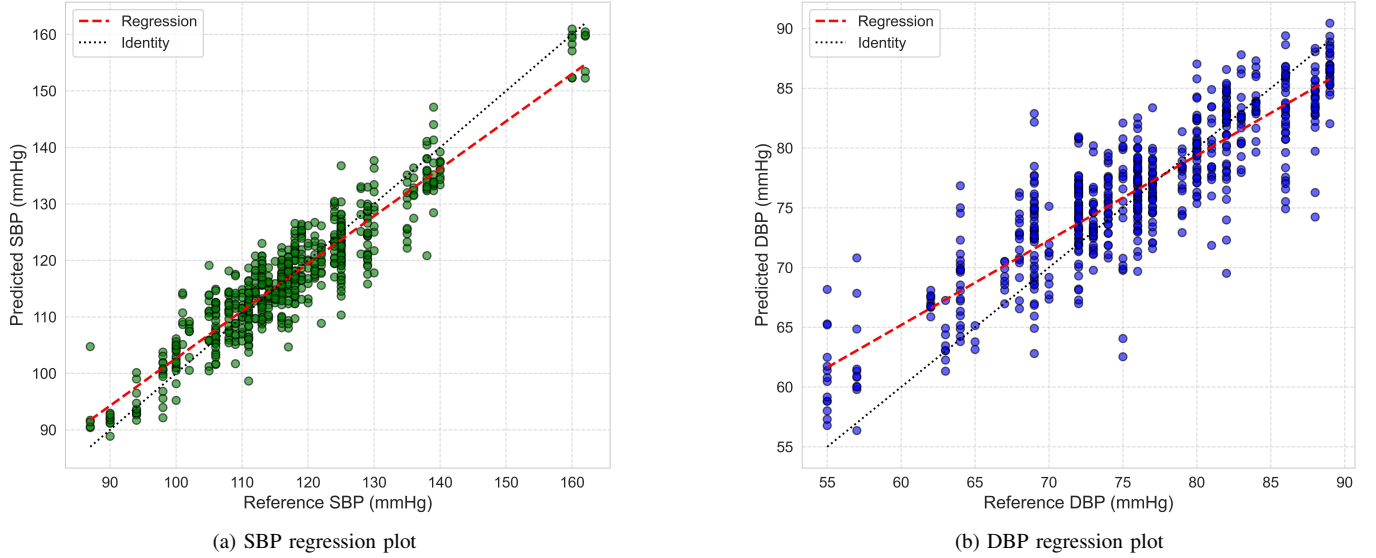 Regression
Identity
160
150
140
130
120
110
100
90
Predicted SBP (mmHg)
90 100 110 120 130 140 150 160
Reference SBP (mmHg)
(a) SBP regression plot
Regression
Identity
90
85
80
75
70
65
60
55
Predicted DBP (mmHg)
55 60 65 70 75 80 85 90
Reference DBP (mmHg)
(b) DBP regression plot